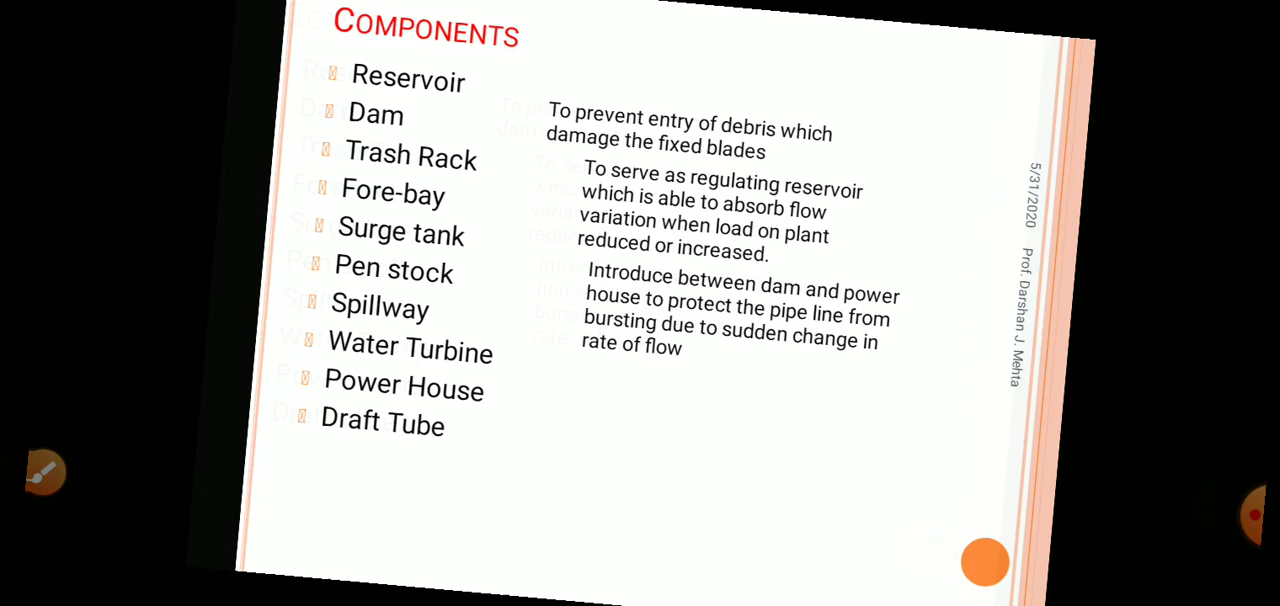 COMPONENTS
Reservoir
Dam
Trash Rack
Fore-bay
Surge tank
Pen stock
Spillway
Water Turbine
Power House
Draft Tube
To prevent entry of debris which
damage the fixed blades
To serve as regulating reservoir
which is able to absorb flow
variation when load on plant
reduced or increased.
Introduce between dam and power
house to protect the pipe line from
bursting due to sudden change in
rate of flow
5/31/2020 Prof. Darshan J. Mehta